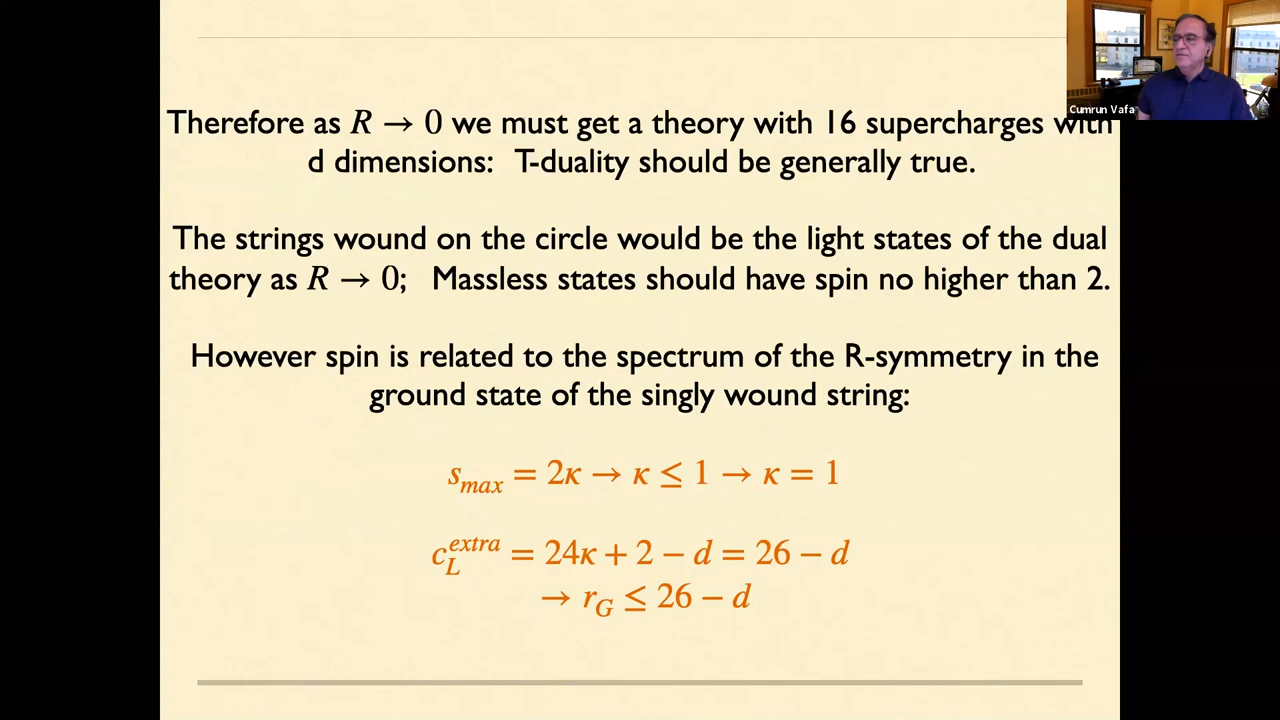 Therefore as R → 0 we must get a theory with 16 supercharges with
d dimensions: T-duality should be generally true.
The strings wound on the circle would be the light states of the dual
theory as R → 0; Massless states should have spin no higher than 2.
However spin is related to the spectrum of the R-symmetry in the
ground state of the singly wound string:
s_{max} = 2κ → κ ≤ 1 → κ = 1
c_L^{extra} = 24κ + 2 − d = 26 − d
→ r_G ≤ 26 − d
Cumrun Vafa